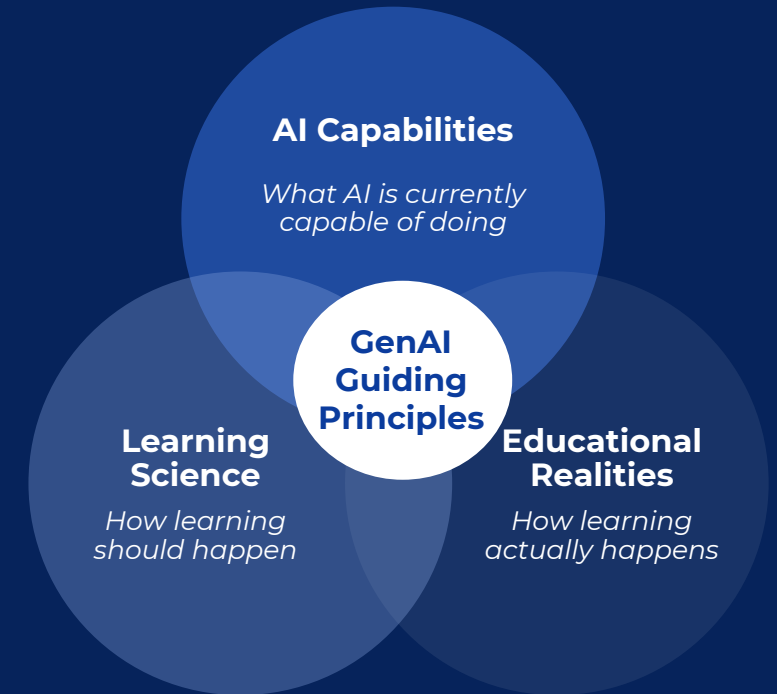 AI Capabilities
What AI is currently
capable of doing
GenAI
Guiding
Principles
Learning
Science
How learning
should happen
Educational
Realities
How learning
actually happens